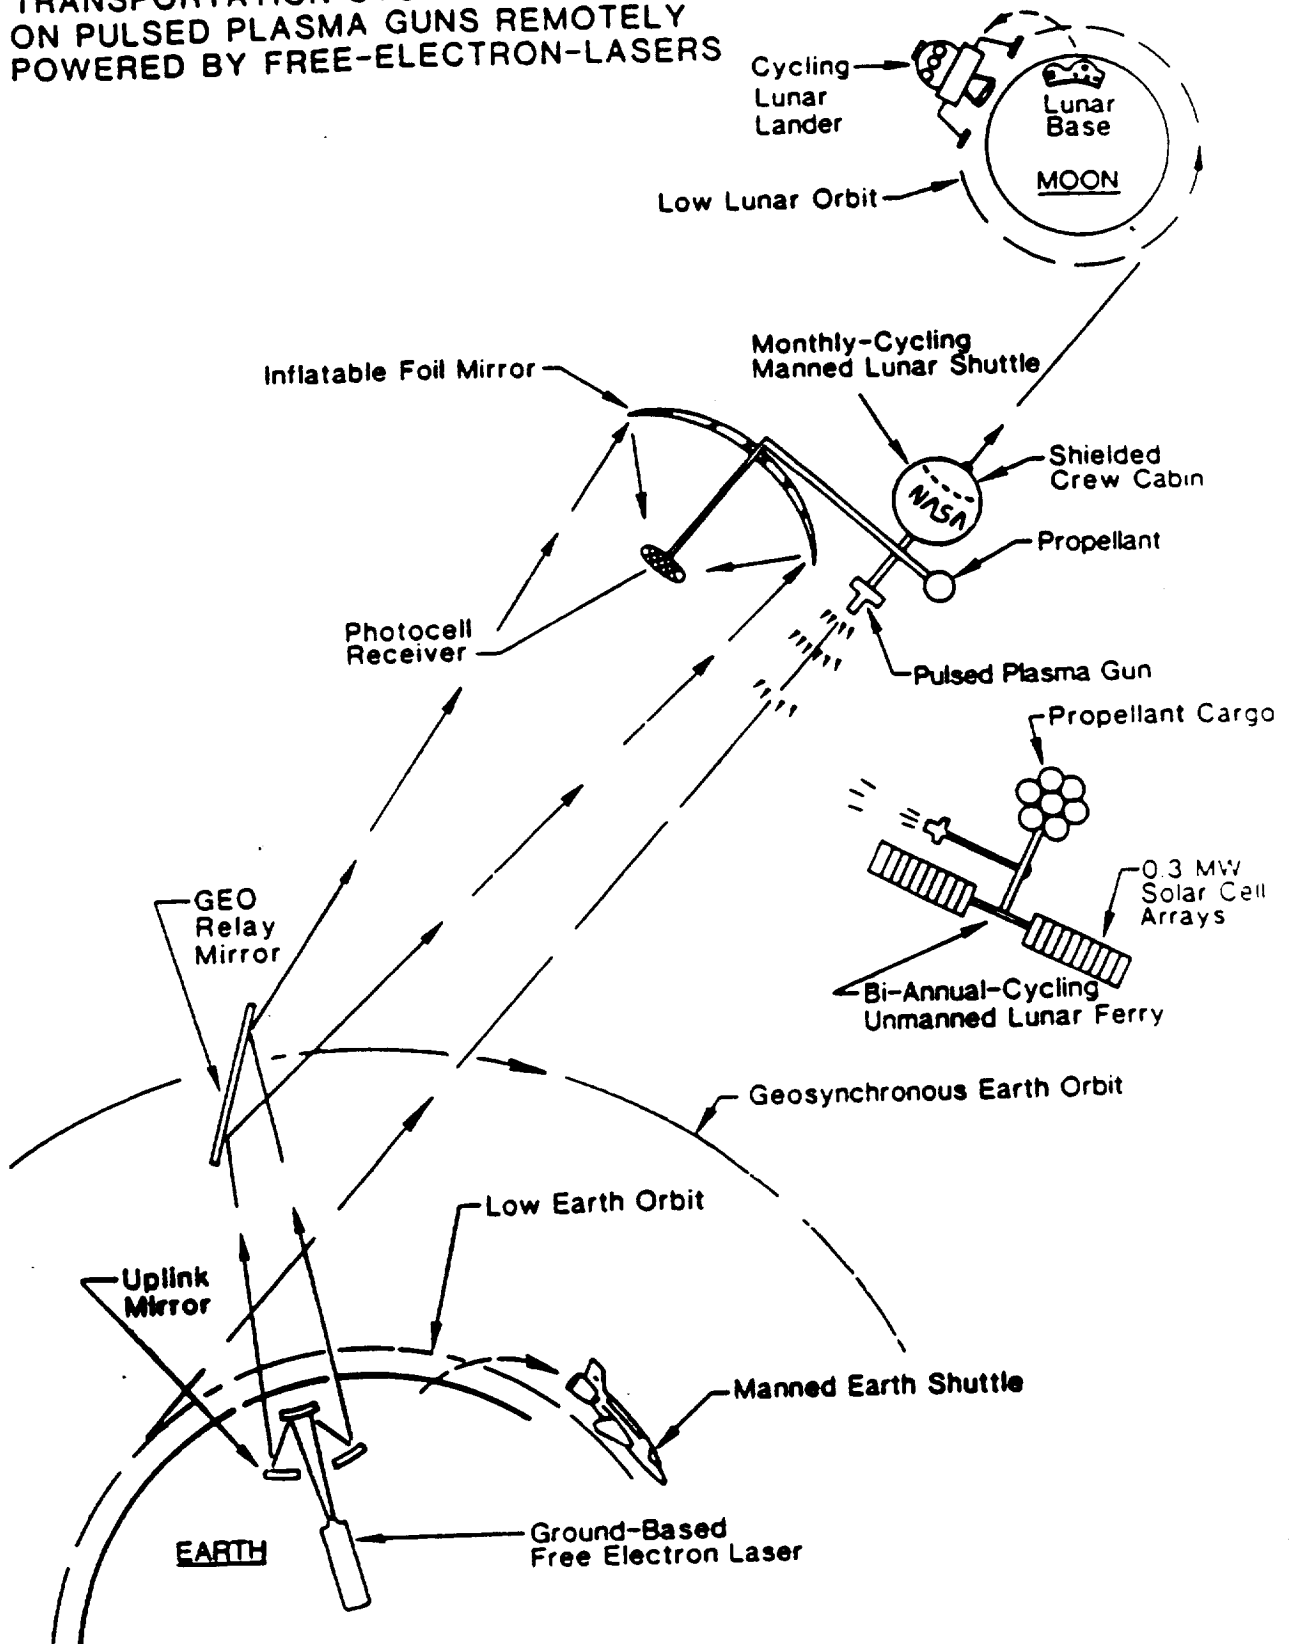 ON PULSED PLASMA GUNS REMOTELY
POWERED BY FREE-ELECTRON-LASERS
Cycling
Lunar
Lander
Lunar
Base
MOON
Low Lunar Orbit
Monthly-Cycling
Manned Lunar Shuttle
Inflatable Foil Mirror
Shielded
Crew Cabin
NASA
Propellant
Photocell
Receiver
Pulsed Plasma Gun
Propellant Cargo
0.3 MW
Solar Cell
Arrays
GEO
Relay
Mirror
Bi-Annual-Cycling
Unmanned Lunar Ferry
Geosynchronous Earth Orbit
Low Earth Orbit
Uplink
Mirror
Manned Earth Shuttle
Ground-Based
Free Electron Laser
EARTH